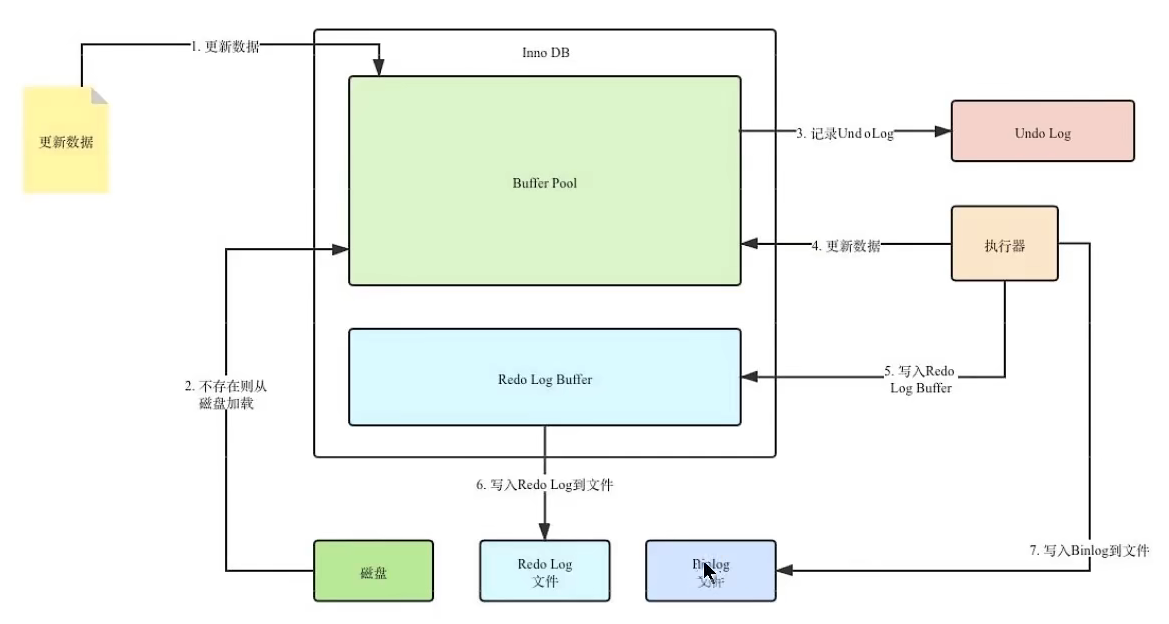 1. 更新数据
Inno DB
更新数据
Buffer Pool
3. 记录UndoLog
Undo Log
4. 更新数据
执行器
2. 不存在则从
磁盘加载
Redo Log Buffer
5. 写入Redo
Log Buffer
6. 写入Redo Log到文件
7. 写入Binlog到文件
磁盘
Redo Log
文件
Binlog
文件